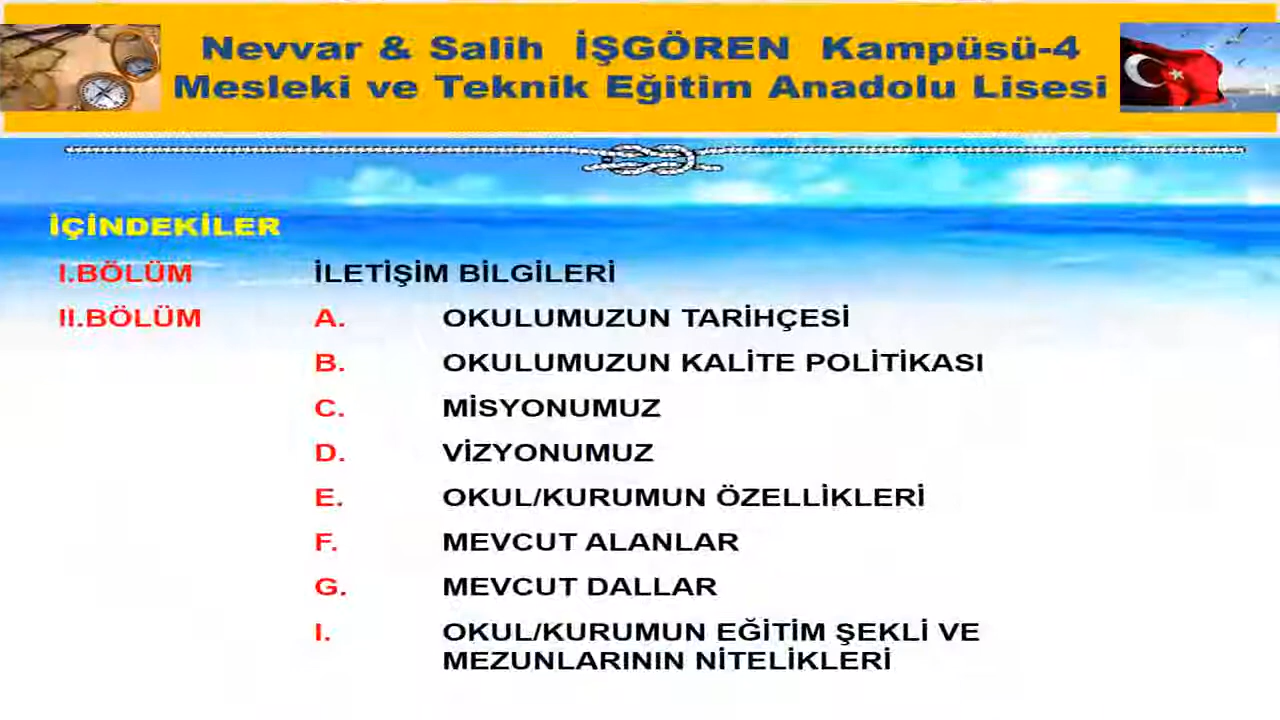 Nevvar & Salih İŞGÖREN Kampüsü-4
Mesleki ve Teknik Eğitim Anadolu Lisesi
İÇİNDEKİLER
I.BÖLÜM İLETİŞİM BİLGİLERİ
II.BÖLÜM A. OKULUMUZUN TARİHÇESİ
B. OKULUMUZUN KALİTE POLİTİKASI
C. MİSYONUMUZ
D. VİZYONUMUZ
E. OKUL/KURUMUN ÖZELLİKLERİ
F. MEVCUT ALANLAR
G. MEVCUT DALLAR
I. OKUL/KURUMUN EĞİTİM ŞEKLİ VE
MEZUNLARININ NİTELİKLERİ